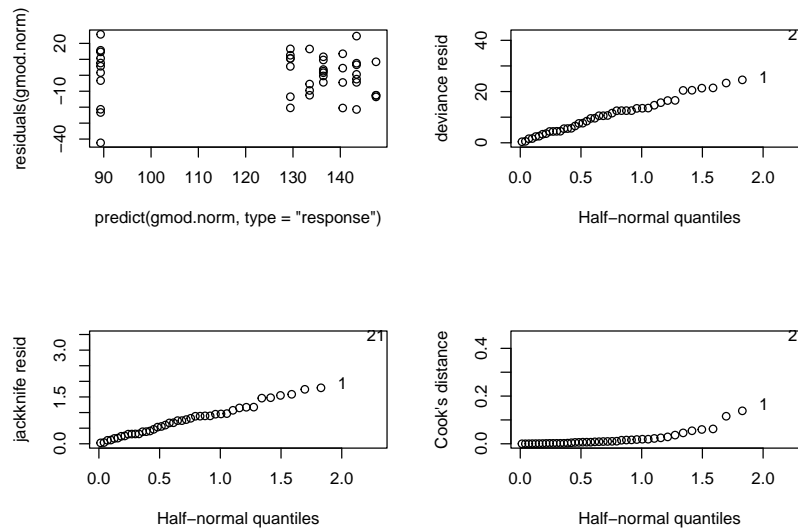 residuals(gmod.norm)
20
−10
−40
90 100 110 120 130 140
predict(gmod.norm, type = "response")
deviance resid
40
20
0
2
1
0.0 0.5 1.0 1.5 2.0
Half−normal quantiles
jackknife resid
3.0
1.5
0.0
21
1
0.0 0.5 1.0 1.5 2.0
Half−normal quantiles
Cook's distance
0.4
0.2
0.0
2
1
0.0 0.5 1.0 1.5 2.0
Half−normal quantiles